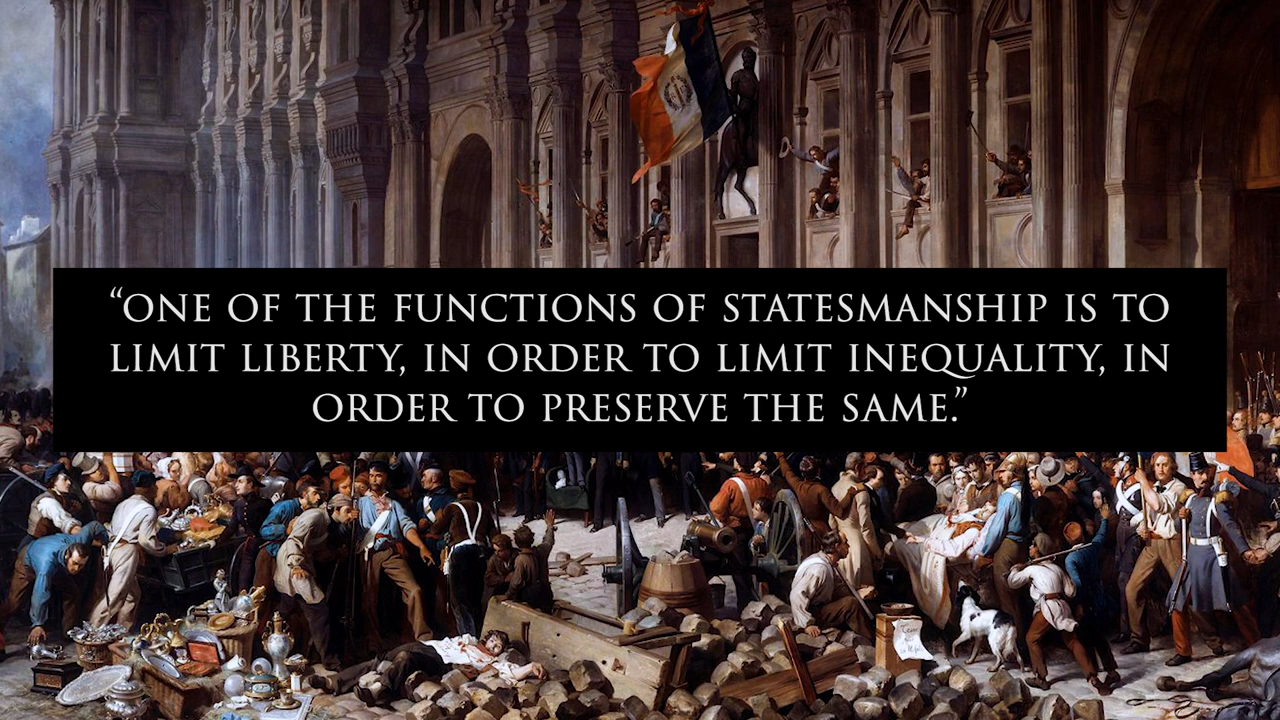 “ONE OF THE FUNCTIONS OF STATESMANSHIP IS TO
LIMIT LIBERTY, IN ORDER TO LIMIT INEQUALITY, IN
ORDER TO PRESERVE THE SAME.”